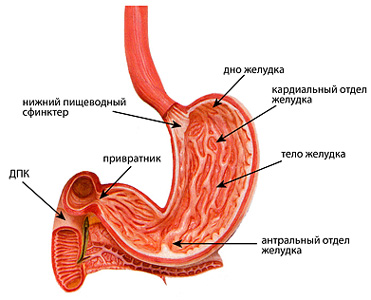 дно желудка
кардиальный отдел
желудка
нижний пищеводный
сфинктер
тело желудка
привратник
ДПК
антральный отдел
желудка